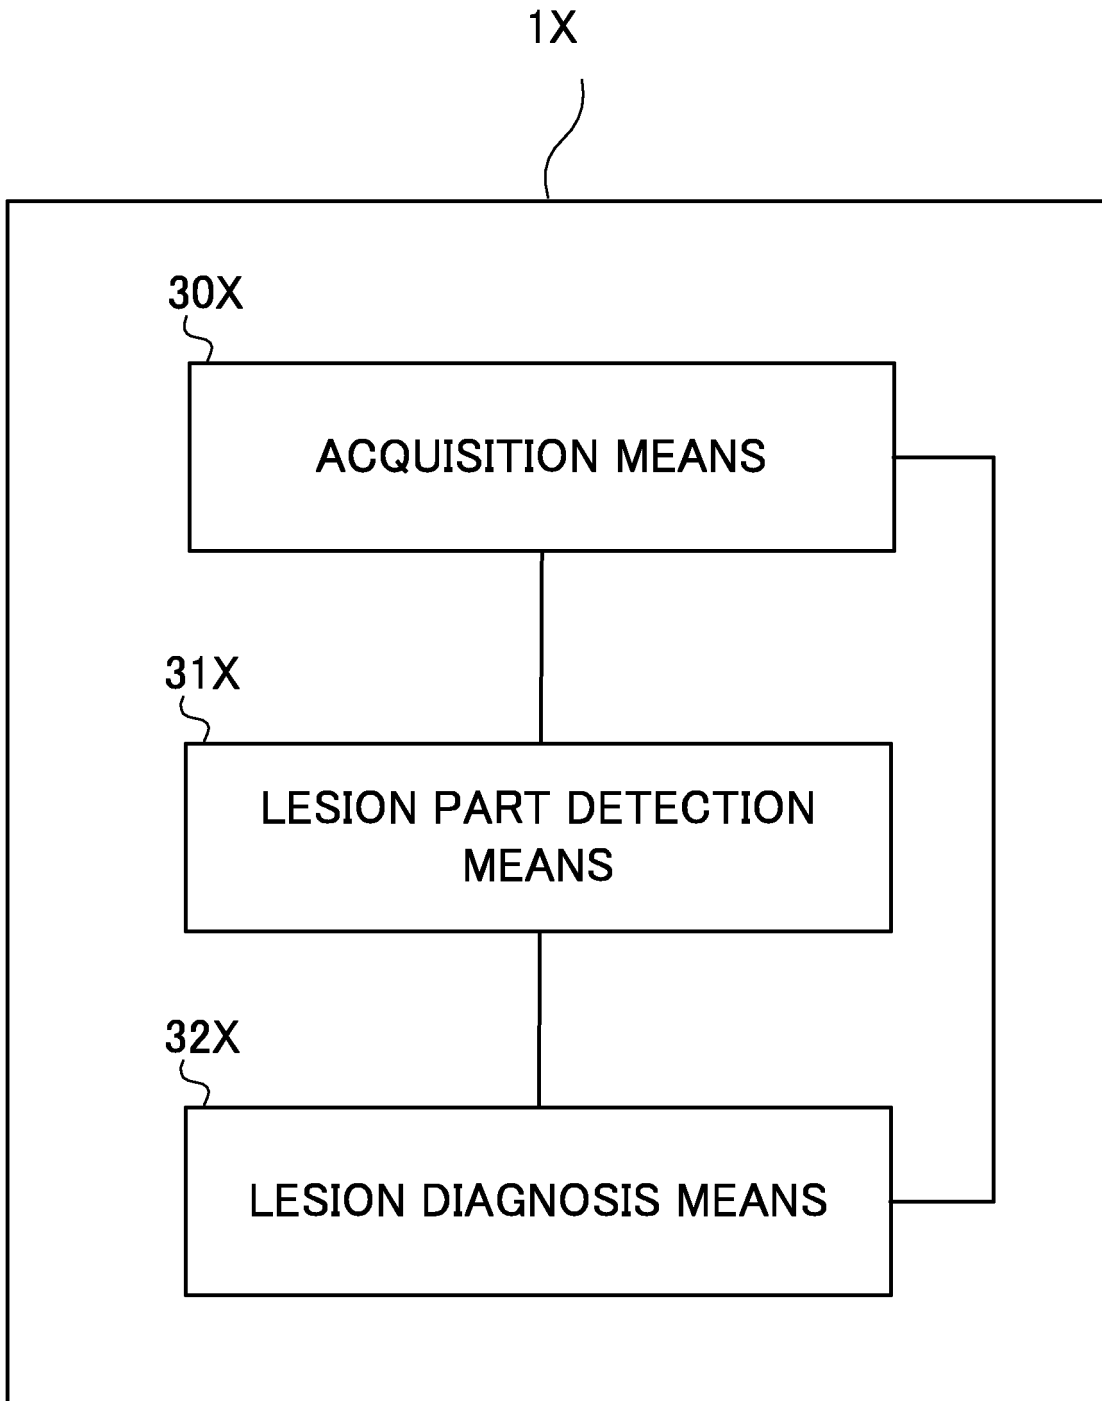 1X
30X
ACQUISITION MEANS
31X
LESION PART DETECTION
MEANS
32X
LESION DIAGNOSIS MEANS